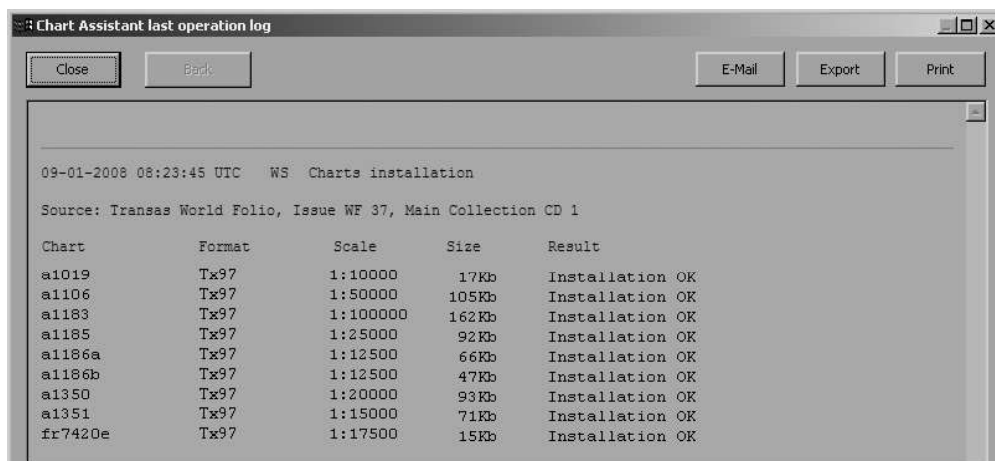 Chart Assistant last operation log
Close Back E-Mail Export Print
09-01-2008 08:23:45 UTC WS Charts installation
Source: Transas World Folio, Issue WF 37, Main Collection CD 1
Chart Format Scale Size Result
a1019 Tx97 1:10000 17Kb Installation OK
a1106 Tx97 1:50000 105Kb Installation OK
a1183 Tx97 1:100000 162Kb Installation OK
a1185 Tx97 1:25000 92Kb Installation OK
a1186a Tx97 1:12500 66Kb Installation OK
a1186b Tx97 1:12500 47Kb Installation OK
a1350 Tx97 1:20000 93Kb Installation OK
a1351 Tx97 1:15000 71Kb Installation OK
fr7420e Tx97 1:17500 15Kb Installation OK